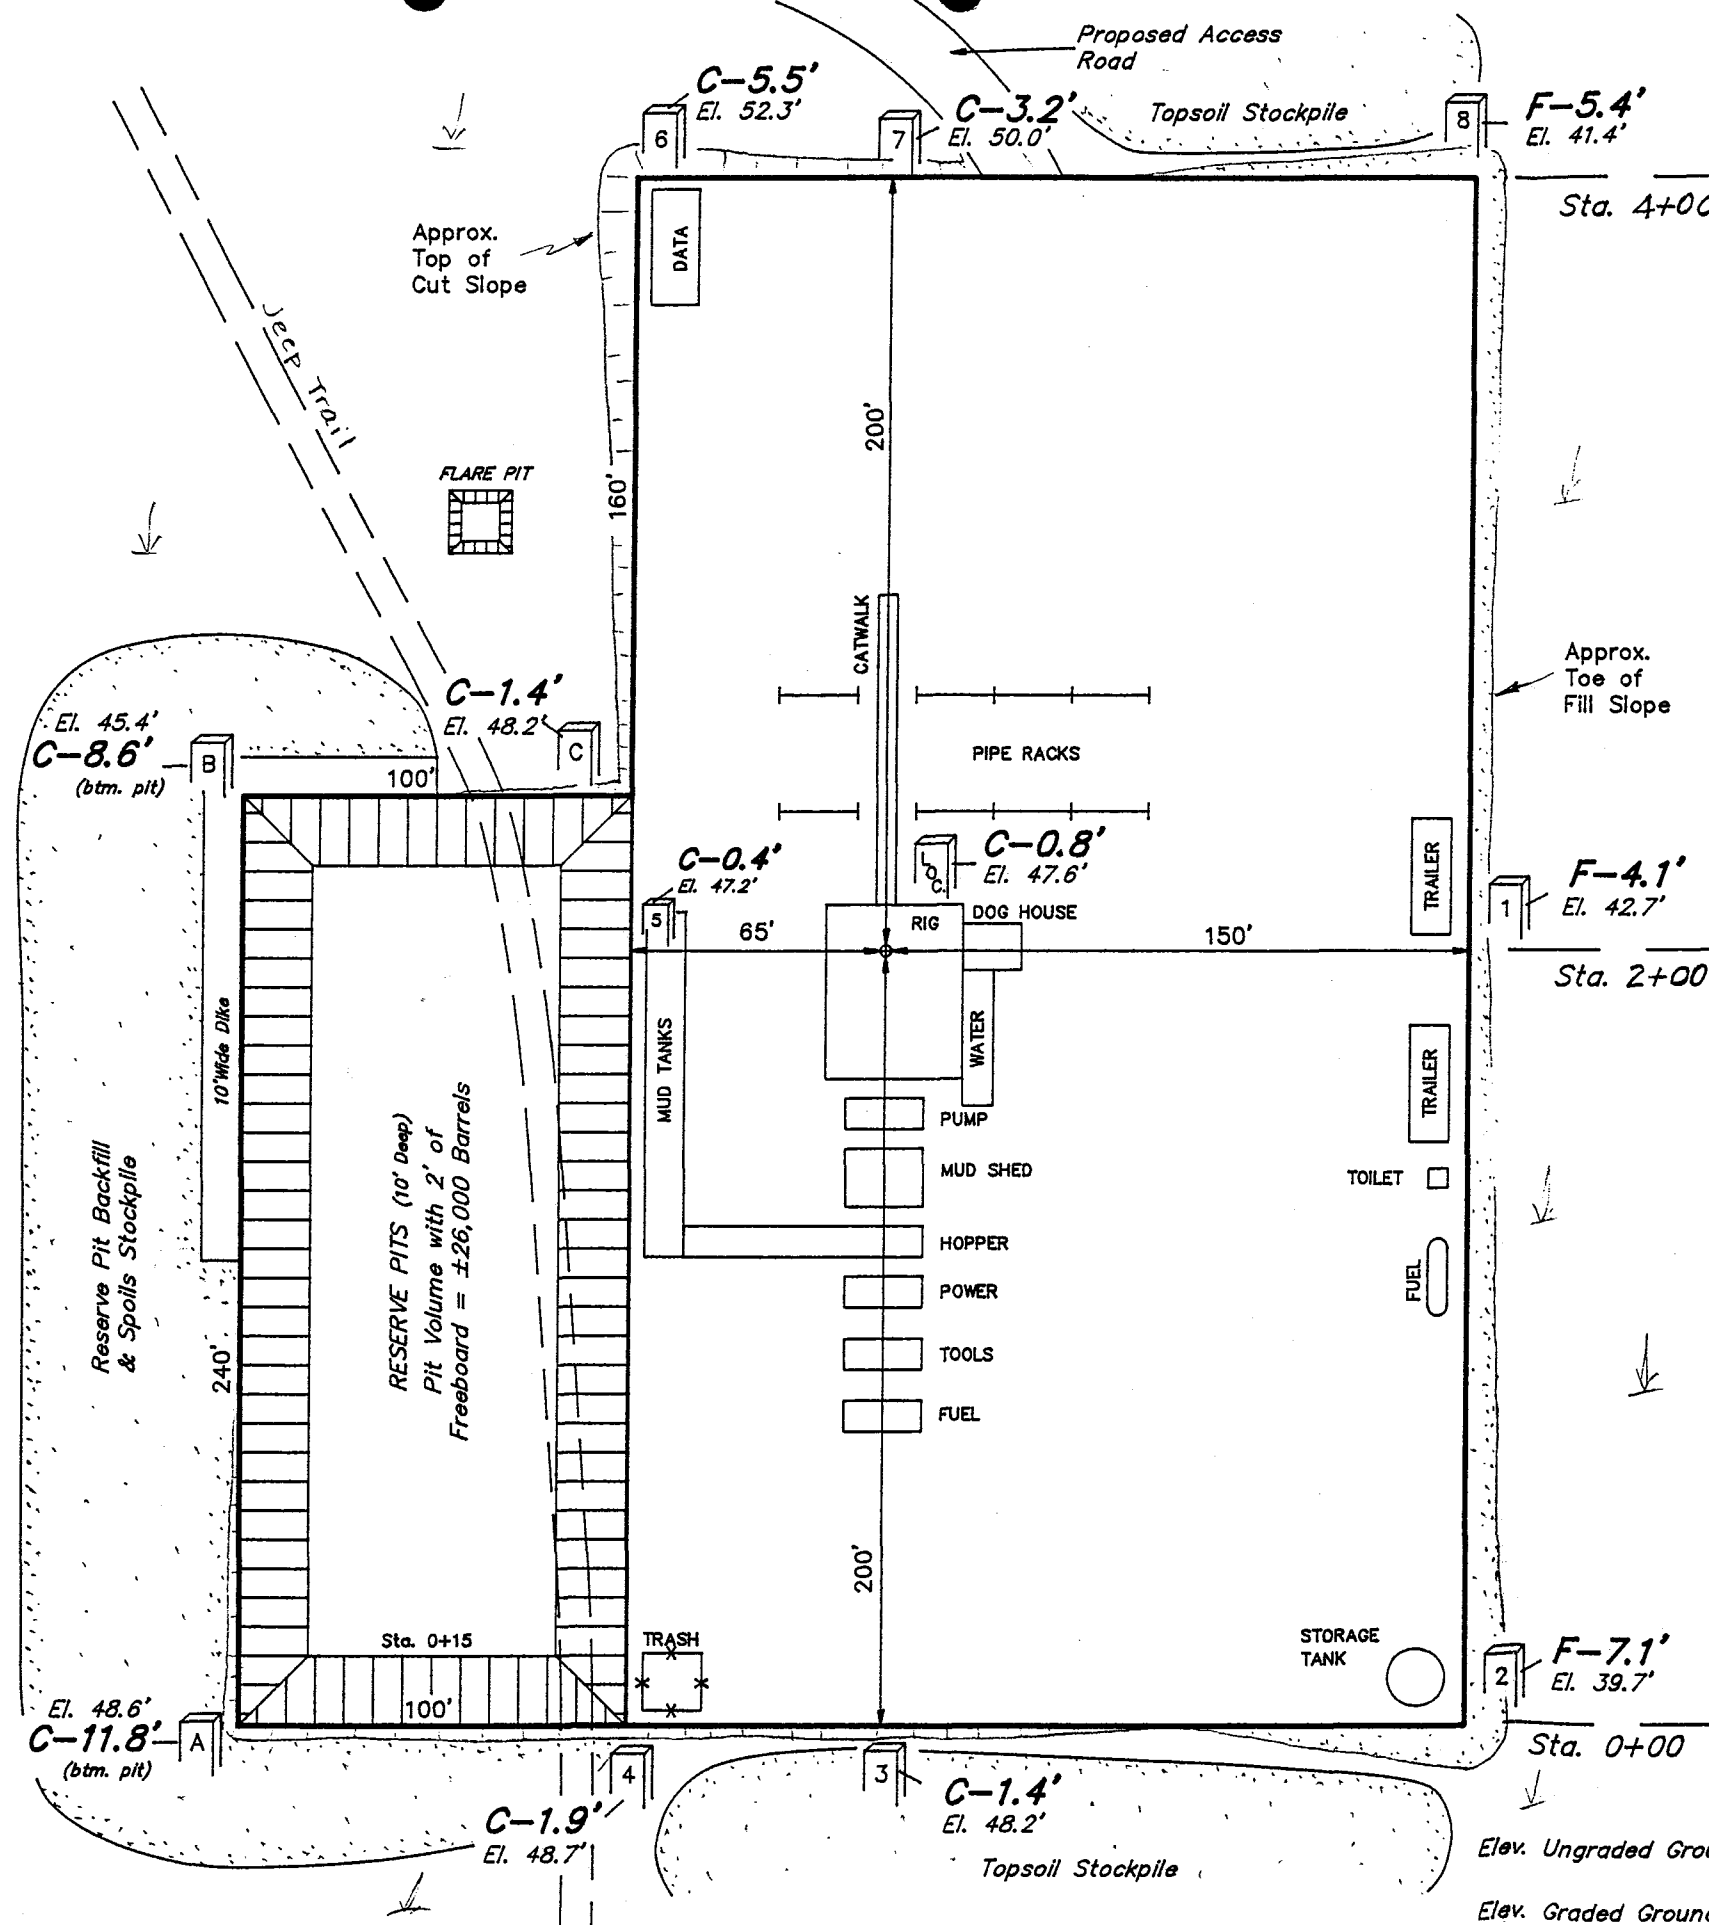 Proposed Access
Road
C-5.5'
El. 52.3'
6
C-3.2'
El. 50.0'
7
Topsoil Stockpile
8
F-5.4'
El. 41.4'
Sta. 4+00
Approx.
Top of
Cut Slope
DATA
Jeep Trail
200'
160'
FLARE PIT
CATWALK
Approx.
Toe of
Fill Slope
C-1.4'
El. 48.2'
C
El. 45.4'
C-8.6'
(btm. pit)
B
100'
PIPE RACKS
C-0.4'
El. 47.2'
5
C-0.8'
El. 47.6'
LOC.
TRAILER
F-4.1'
El. 42.7'
1
RIG
DOG HOUSE
65'
150'
Sta. 2+00
10' Wide Dike
MUD TANKS
WATER
TRAILER
PUMP
MUD SHED
TOILET
HOPPER
FUEL
POWER
TOOLS
FUEL
Reserve Pit Backfill
& Spoils Stockpile
240'
RESERVE PITS (10' Deep)
Pit Volume with 2' of
Freeboard = ±26,000 Barrels
200'
Sta. 0+15
TRASH
STORAGE
TANK
2
F-7.1'
El. 39.7'
100'
El. 48.6'
C-11.8'
(btm. pit)
A
Sta. 0+00
4
C-1.9'
El. 48.7'
3
C-1.4'
El. 48.2'
Topsoil Stockpile
Elev. Ungraded Grou
Elev. Graded Ground